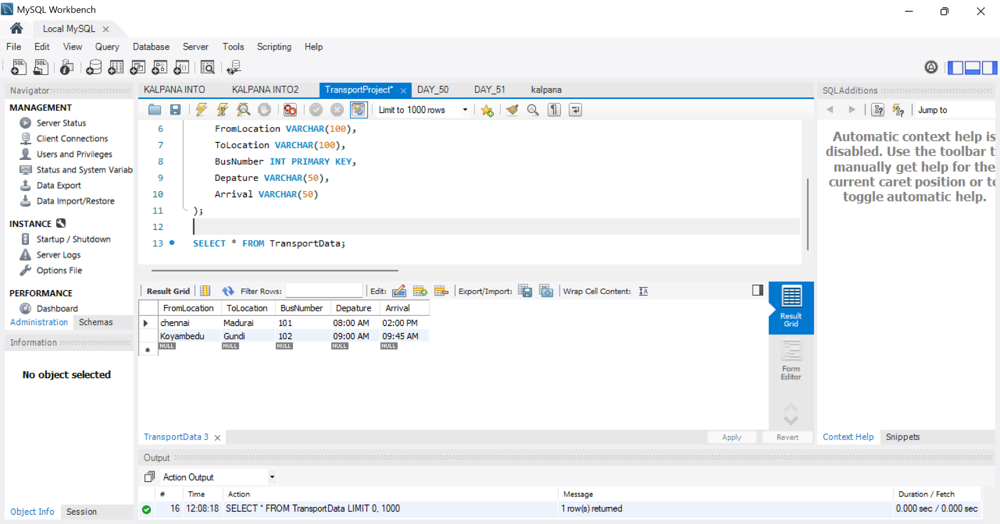 MySQL Workbench
Local MySQL
File Edit View Query Database Server Tools Scripting Help
Navigator
MANAGEMENT
Server Status
Client Connections
Users and Privileges
Status and System Variab
Data Export
Data Import/Restore
INSTANCE
Startup / Shutdown
Server Logs
Options File
PERFORMANCE
Dashboard
Administration Schemas
Information
No object selected
Object Info Session
KALPANA INTO KALPANA INTO2 TransportProject* DAY_50 DAY_51 kalpana
Limit to 1000 rows
6 FromLocation VARCHAR(100),
7 ToLocation VARCHAR(100),
8 BusNumber INT PRIMARY KEY,
9 Depature VARCHAR(50),
10 Arrival VARCHAR(50)
11 );
12
13 SELECT * FROM TransportData;
Result Grid Filter Rows: Edit: Export/Import: Wrap Cell Content:
FromLocation ToLocation BusNumber Depature Arrival
chennai Madurai 101 08:00 AM 02:00 PM
Koyambedu Gundi 102 09:00 AM 09:45 AM
NULL NULL NULL NULL NULL
Result
Grid
Form
Editor
TransportData 3
Apply Revert
SQLAdditions
Jump to
Automatic context help is
disabled. Use the toolbar t
manually get help for the
current caret position or to
toggle automatic help.
Context Help Snippets
Output
Action Output
# Time Action Message Duration / Fetch
16 12:08:18 SELECT * FROM TransportData LIMIT 0, 1000 1 row(s) returned 0.000 sec / 0.000 sec